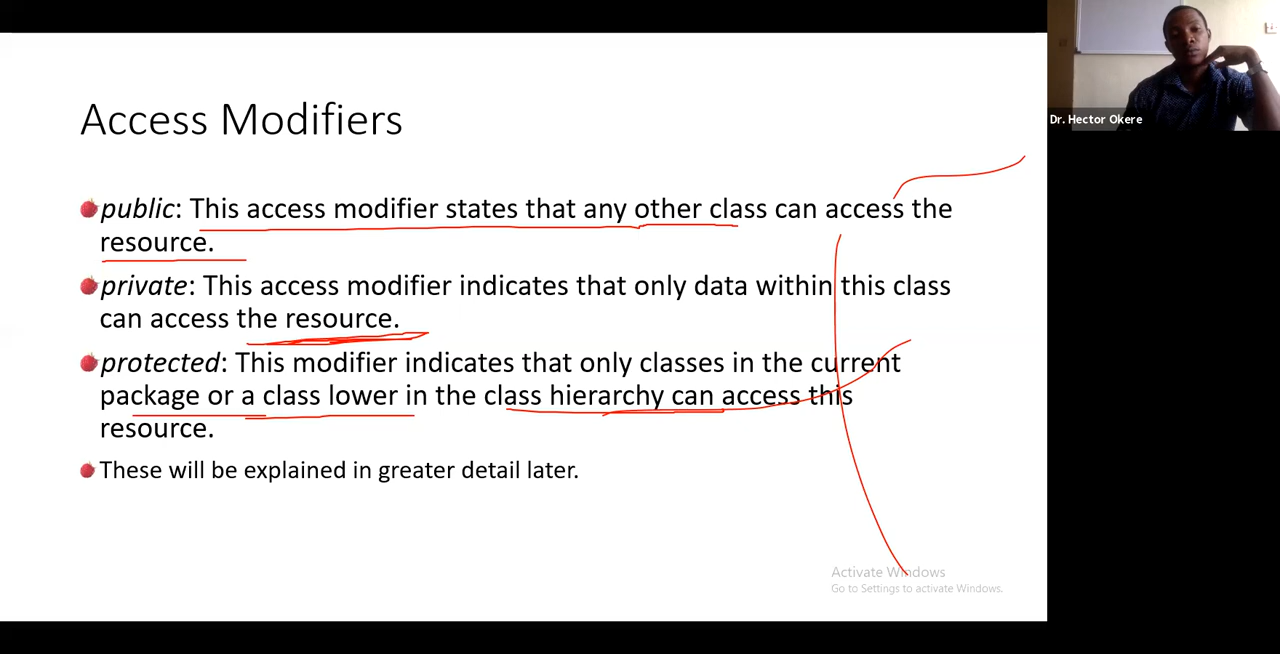 Access Modifiers
public: This access modifier states that any other class can access the
resource.
private: This access modifier indicates that only data within this class
can access the resource.
protected: This modifier indicates that only classes in the current
package or a class lower in the class hierarchy can access this
resource.
These will be explained in greater detail later.
Activate Windows
Go to Settings to activate Windows.
Dr. Hector Okere